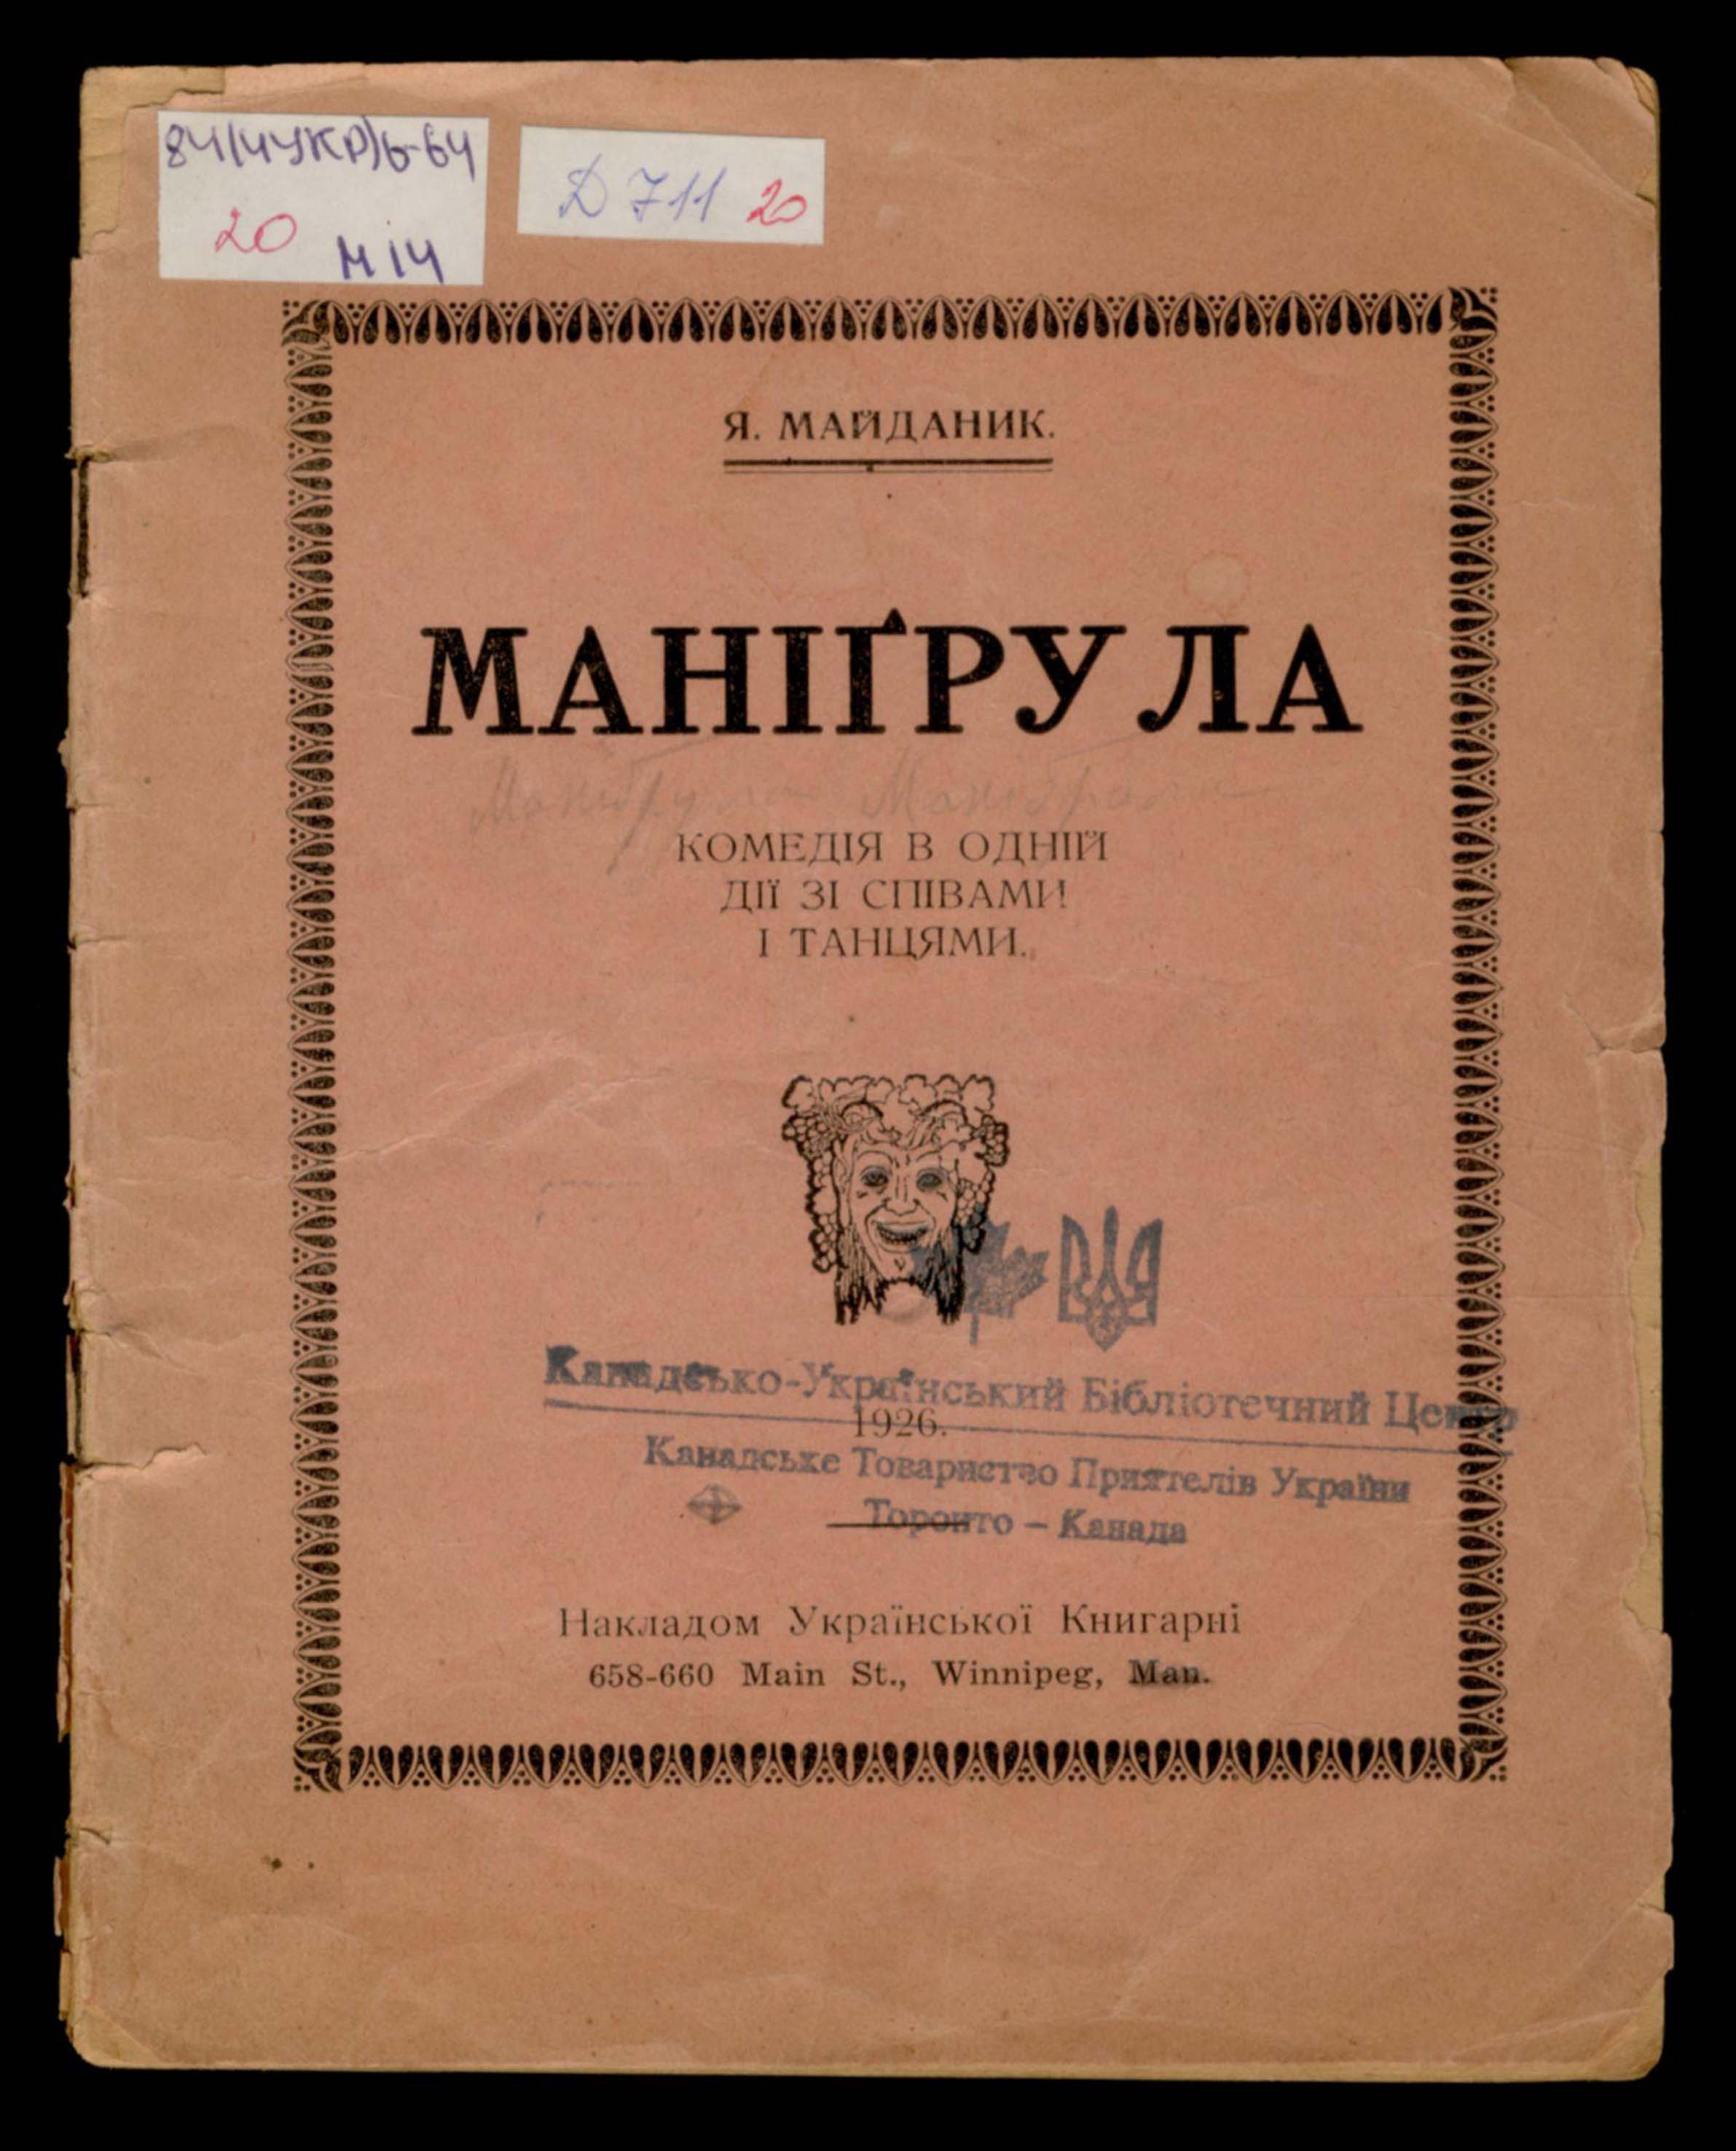 84(4УКР)6-64
20 М14
Д 711 20
Я. МАЙДАНИК.
МАНІҐРУЛА
КОМЕДІЯ В ОДНІЙ
ДІЇ ЗІ СПІВАМИ
І ТАНЦЯМИ.
Канадсько-Український Бібліотечний Центр
1926.
Канадське Товариство Приятелів України
Торонто – Канада
Накладом Української Книгарні
658-660 Main St., Winnipeg, Man.